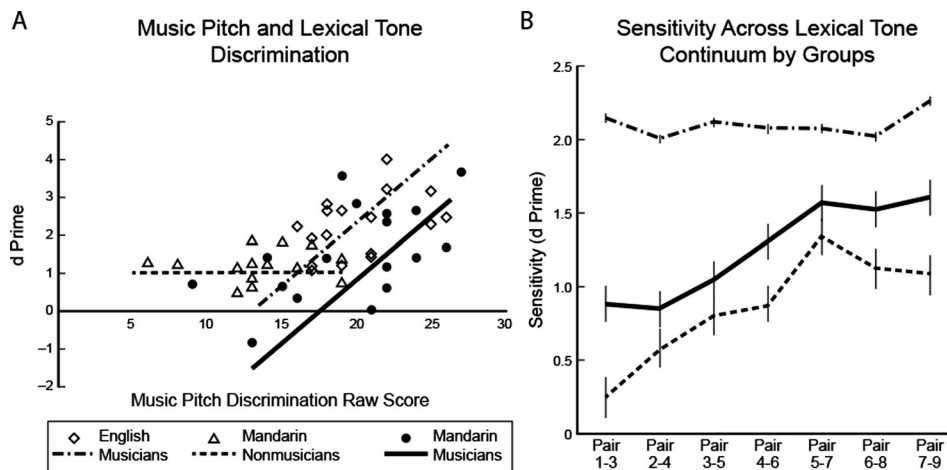 A
Music Pitch and Lexical Tone
Discrimination
d Prime
5
4
3
2
1
0
−1
−2
5
10
15
20
25
30
Music Pitch Discrimination Raw Score
English
Musicians
Mandarin
Nonmusicians
Mandarin
Musicians
B
Sensitivity Across Lexical Tone
Continuum by Groups
Sensitivity (d Prime)
2.5
2.0
1.5
1.0
0.5
0
Pair Pair Pair Pair Pair Pair Pair
1-3 2-4 3-5 4-6 5-7 6-8 7-9